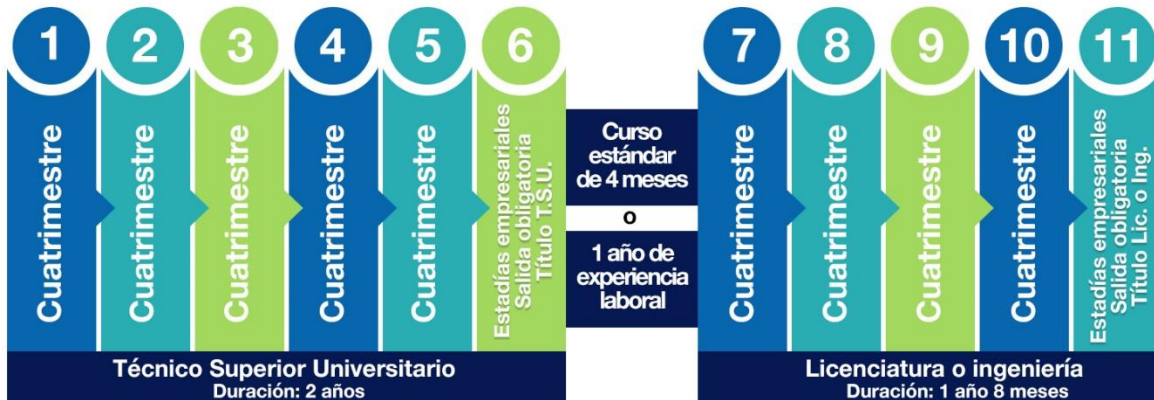 1
Cuatrimestre
2
Cuatrimestre
3
Cuatrimestre
4
Cuatrimestre
5
Cuatrimestre
6
Estadías empresariales
Salida obligatoria
Título T.S.U.
Técnico Superior Universitario
Duración: 2 años
Curso
estándar
de 4 meses
o
1 año de
experiencia
laboral
7
Cuatrimestre
8
Cuatrimestre
9
Cuatrimestre
10
Cuatrimestre
11
Estadías empresariales
Salida obligatoria
Título Lic. o Ing.
Licenciatura o ingeniería
Duración: 1 año 8 meses